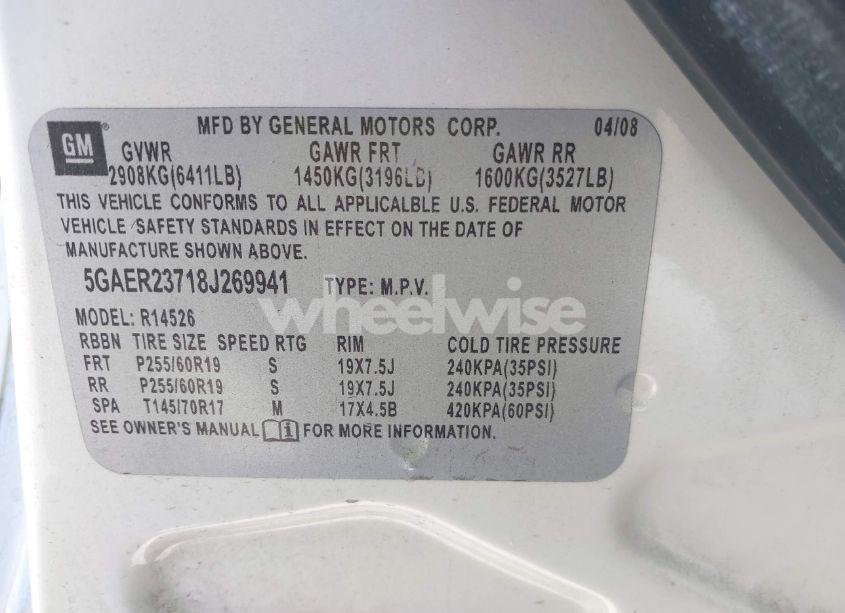 GM
MFD BY GENERAL MOTORS CORP. 04/08
GVWR GAWR FRT GAWR RR
2908KG(6411LB) 1450KG(3196LB) 1600KG(3527LB)
THIS VEHICLE CONFORMS TO ALL APPLICALBLE U.S. FEDERAL MOTOR
VEHICLE SAFETY STANDARDS IN EFFECT ON THE DATE OF
MANUFACTURE SHOWN ABOVE.
5GAER23718J269941 TYPE: M.P.V.
wheelwise
MODEL: R14526
RBBN TIRE SIZE SPEED RTG RIM COLD TIRE PRESSURE
FRT P255/60R19 S 19X7.5J 240KPA(35PSI)
RR P255/60R19 S 19X7.5J 240KPA(35PSI)
SPA T145/70R17 M 17X4.5B 420KPA(60PSI)
SEE OWNER'S MANUAL i FOR MORE INFORMATION.